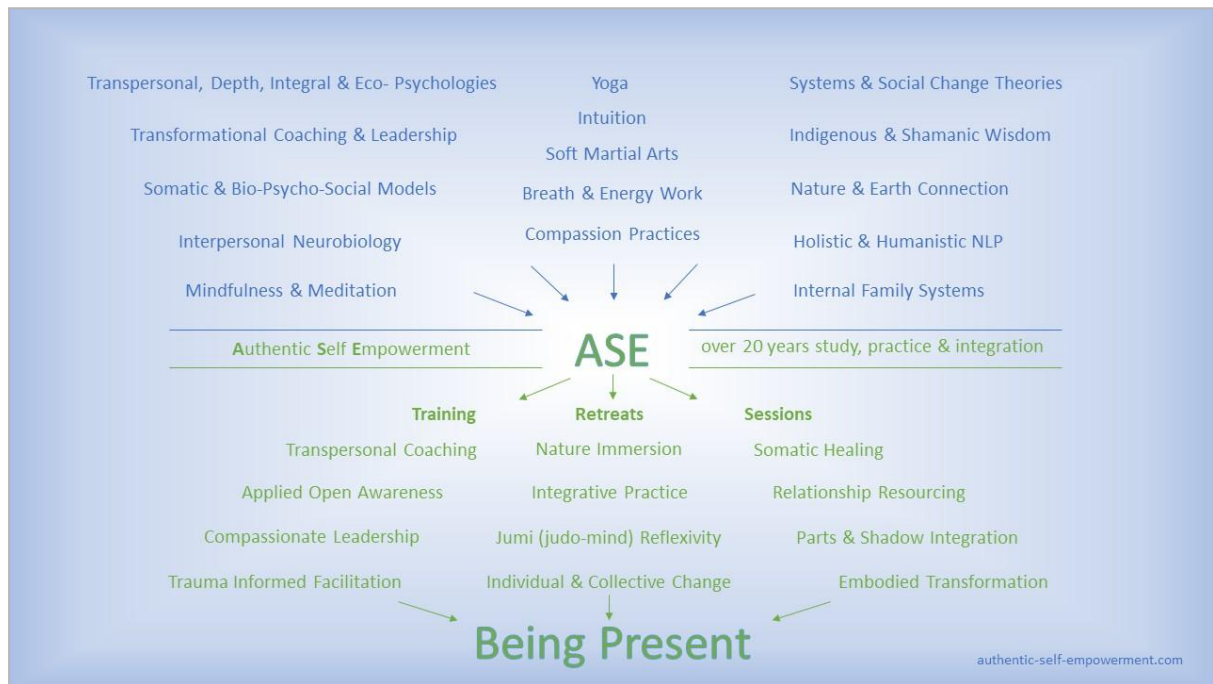 Transpersonal, Depth, Integral & Eco- Psychologies
Transformational Coaching & Leadership
Somatic & Bio-Psycho-Social Models
Interpersonal Neurobiology
Mindfulness & Meditation
Yoga
Intuition
Soft Martial Arts
Breath & Energy Work
Compassion Practices
Systems & Social Change Theories
Indigenous & Shamanic Wisdom
Nature & Earth Connection
Holistic & Humanistic NLP
Internal Family Systems
Authentic Self Empowerment
ASE
over 20 years study, practice & integration
Training
Transpersonal Coaching
Applied Open Awareness
Compassionate Leadership
Trauma Informed Facilitation
Retreats
Nature Immersion
Integrative Practice
Jumi (judo-mind) Reflexivity
Individual & Collective Change
Sessions
Somatic Healing
Relationship Resourcing
Parts & Shadow Integration
Embodied Transformation
Being Present
authentic-self-empowerment.com